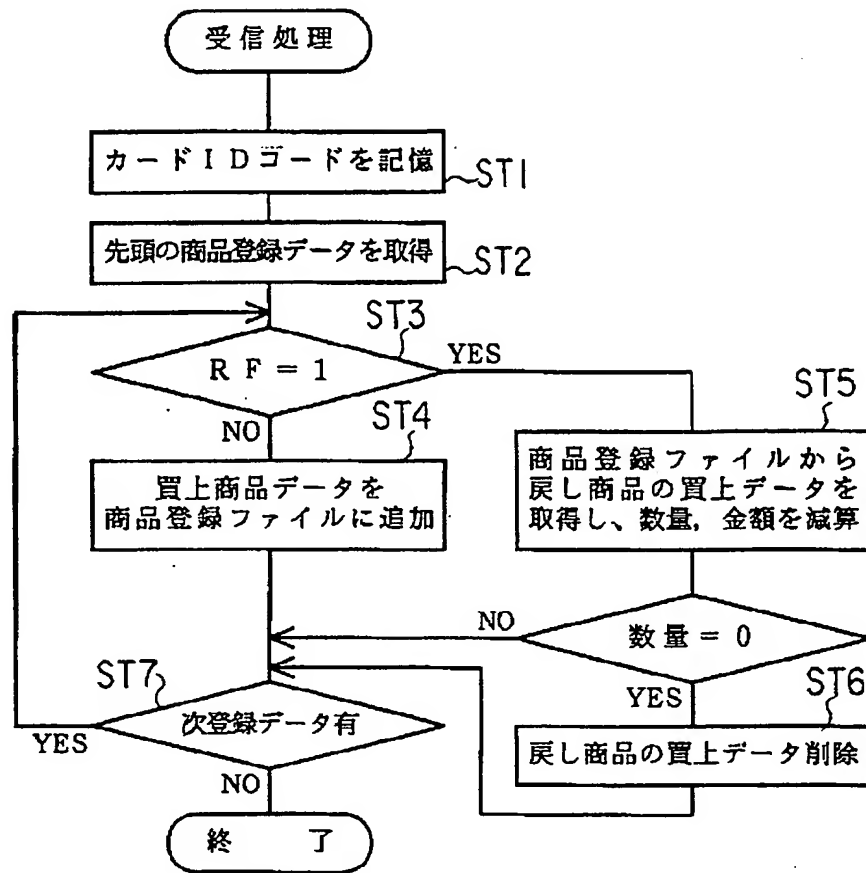 受信処理
カードIDコードを記憶
ST1
先頭の商品登録データを取得
ST2
ST3
RF=1
YES
NO
ST4
買上商品データを
商品登録ファイルに追加
ST5
商品登録ファイルから
戻し商品の買上データを
取得し、数量,金額を減算
数量=0
NO
YES
ST6
戻し商品の買上データ削除
ST7
次登録データ有
YES
NO
終了